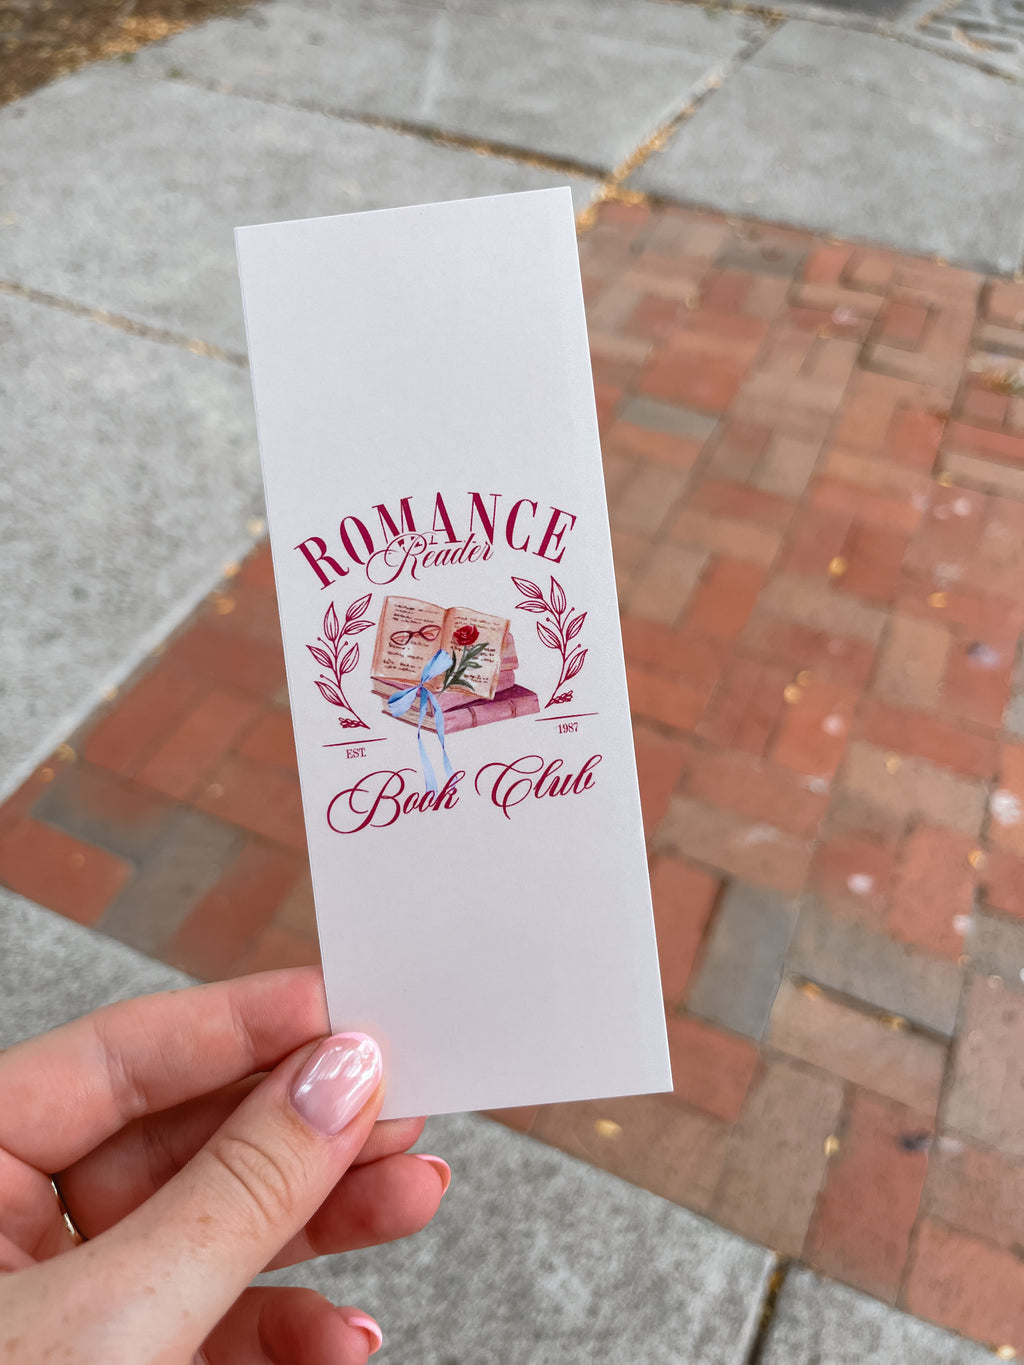 ROMANCE
Reader
EST. 1987
Book Club